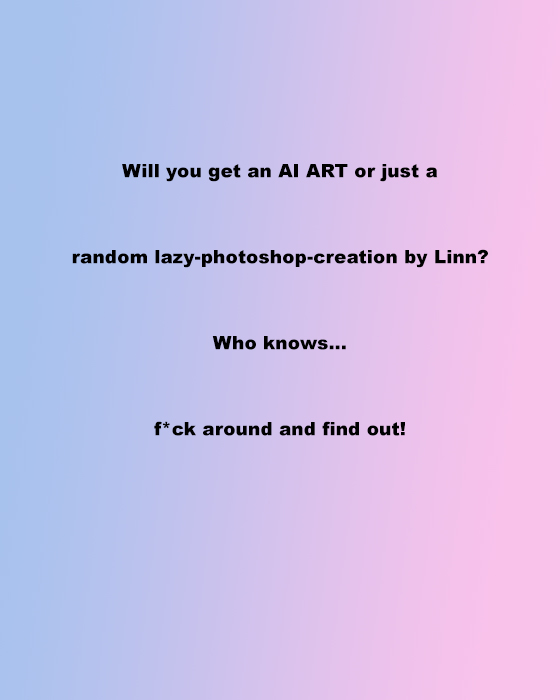 Will you get an AI ART or just a
random lazy-photoshop-creation by Linn?
Who knows...
f*ck around and find out!